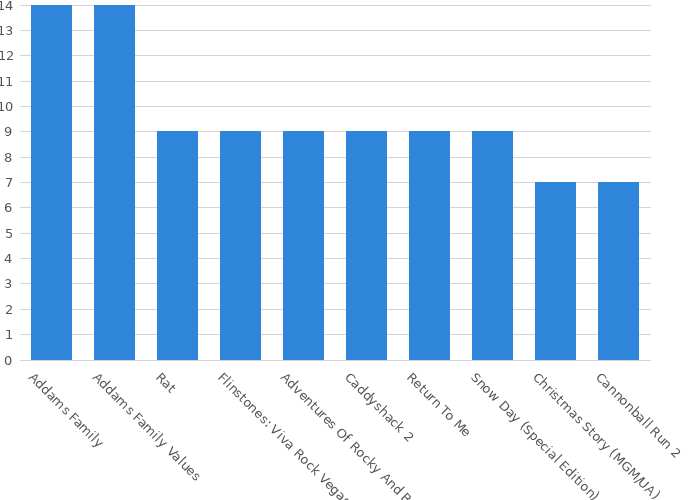 14
13
12
11
10
9
8
7
6
5
4
3
2
1
0
Addams Family
Addams Family Values
Rat
Flinstones: Viva Rock Vegas
Adventures Of Rocky And
Caddyshack 2
Return To Me
Snow Day (Special Edition)
Christmas Story (MGM/UA)
Cannonball Run 2